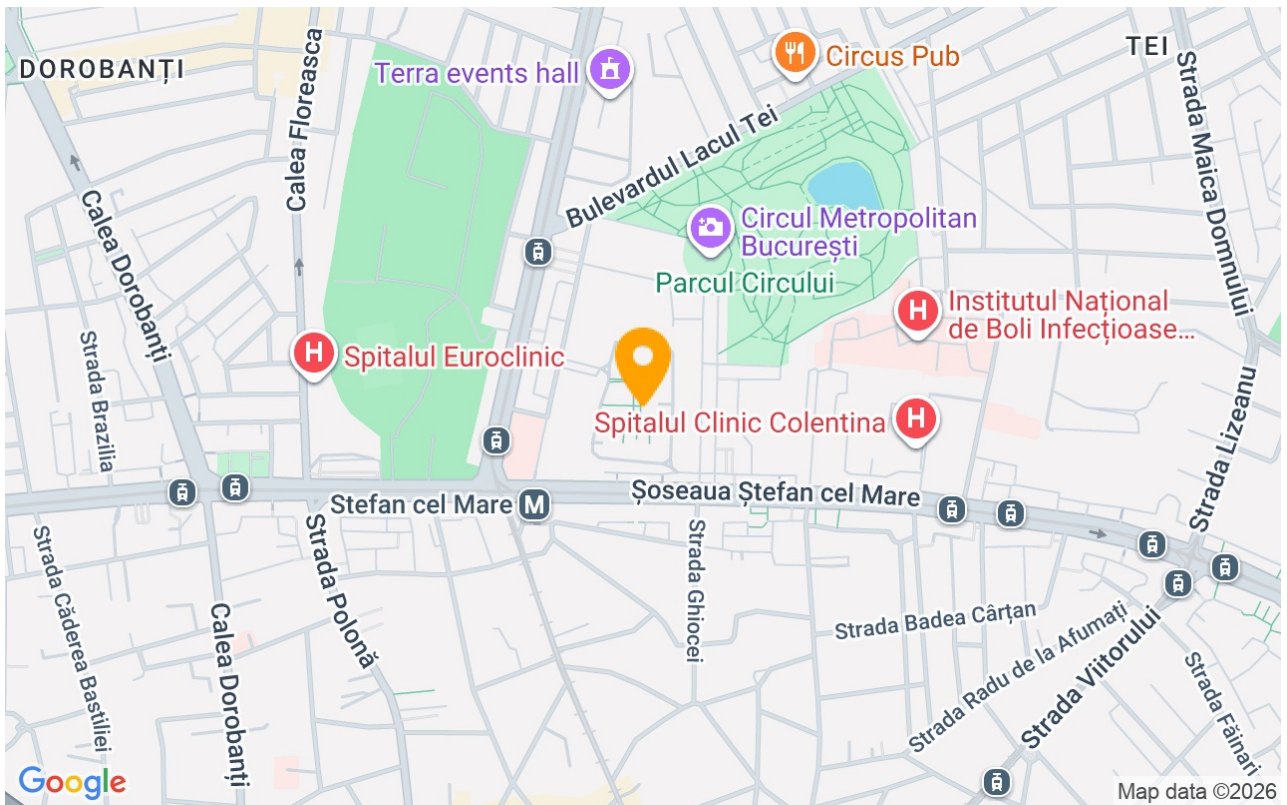 DOROBANȚI
Calea Floreasca
Terra events hall
Circus Pub
TEI
Strada Maica Domnului
Bulevardul Lacul Tei
Calea Dorobanți
Circul Metropolitan
București
Parcul Circului
Institutul Național
de Boli Infecțioase...
Strada Brazilia
Spitalul Euroclinic
Spitalul Clinic Colentina
Strada Lizeanu
Ștefan cel Mare
M
Șoseaua Ștefan cel Mare
Strada Căderea Bastiliei
Calea Dorobanți
Strada Polonă
Strada Ghiocei
Strada Badea Cârțan
Strada Radu de la Afumați
Strada Viitorului
Strada Făinari
Google
Map data ©2026
H
H
H